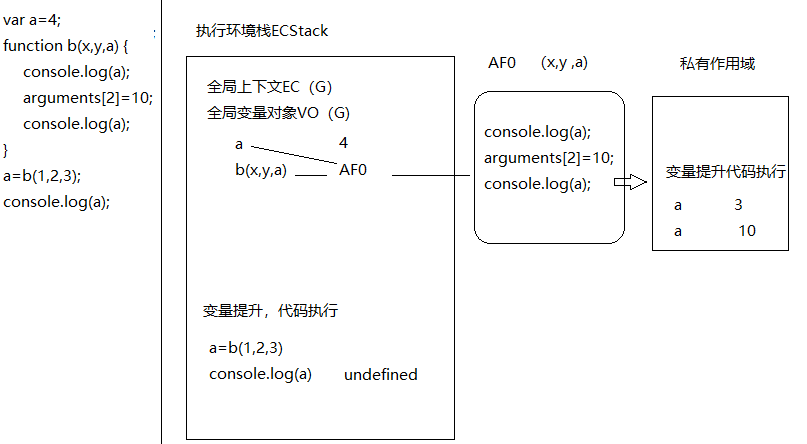 var a=4;
;
function b(x,y,a) {
console.log(a);
arguments[2]=10;
console.log(a);
}
a=b(1,2,3);
console.log(a);
执行环境栈ECStack
全局上下文EC（G）
全局变量对象VO（G）
a 4
b(x,y,a) AF0
变量提升，代码执行
a=b(1,2,3)
console.log(a) undefined
AF0 (x,y ,a)
console.log(a);
arguments[2]=10;
console.log(a);
私有作用域
变量提升代码执行
a 3
a 10